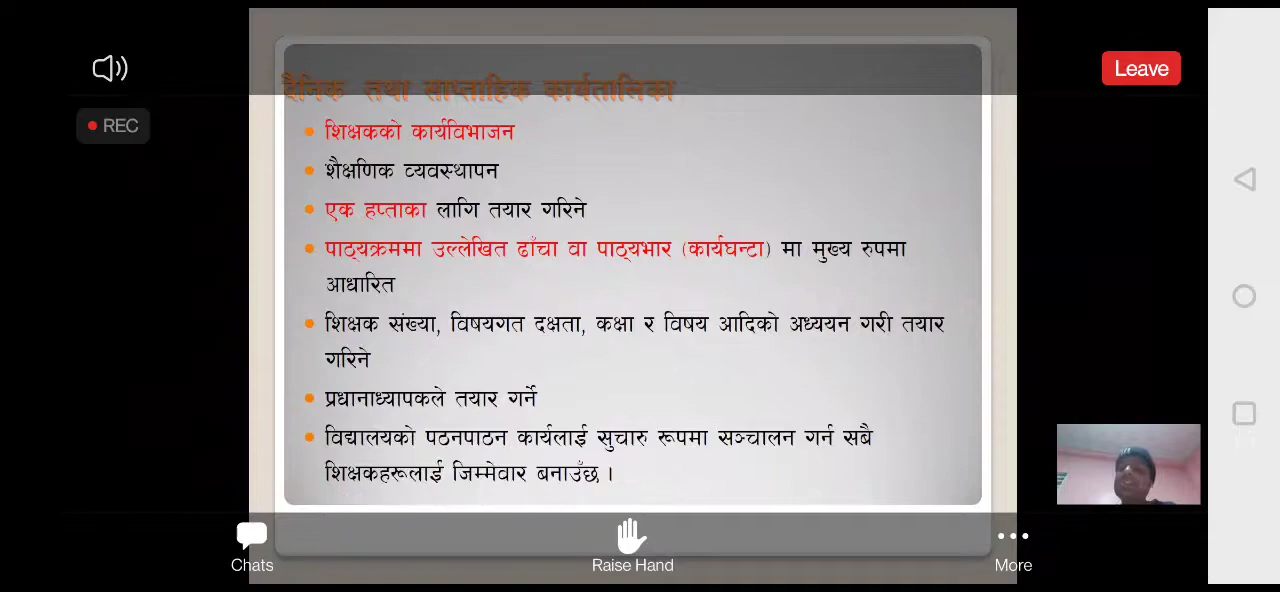 Leave
REC
दैनिक तथा साप्ताहिक कार्यतालिका
शिक्षकको कार्यविभाजन
शैक्षणिक व्यवस्थापन
एक हप्ताका लागि तयार गरिने
पाठ्यक्रममा उल्लेखित ढाँचा वा पाठ्यभार (कार्यघन्टा) मा मुख्य रुपमा
आधारित
शिक्षक संख्या, विषयगत दक्षता, कक्षा र विषय आदिको अध्ययन गरी तयार
गरिने
प्रधानाध्यापकले तयार गर्ने
विद्यालयको पठनपाठन कार्यलाई सुचारु रूपमा सञ्चालन गर्न सबै
शिक्षकहरूलाई जिम्मेवार बनाउँछ ।
Chats
Raise Hand
More